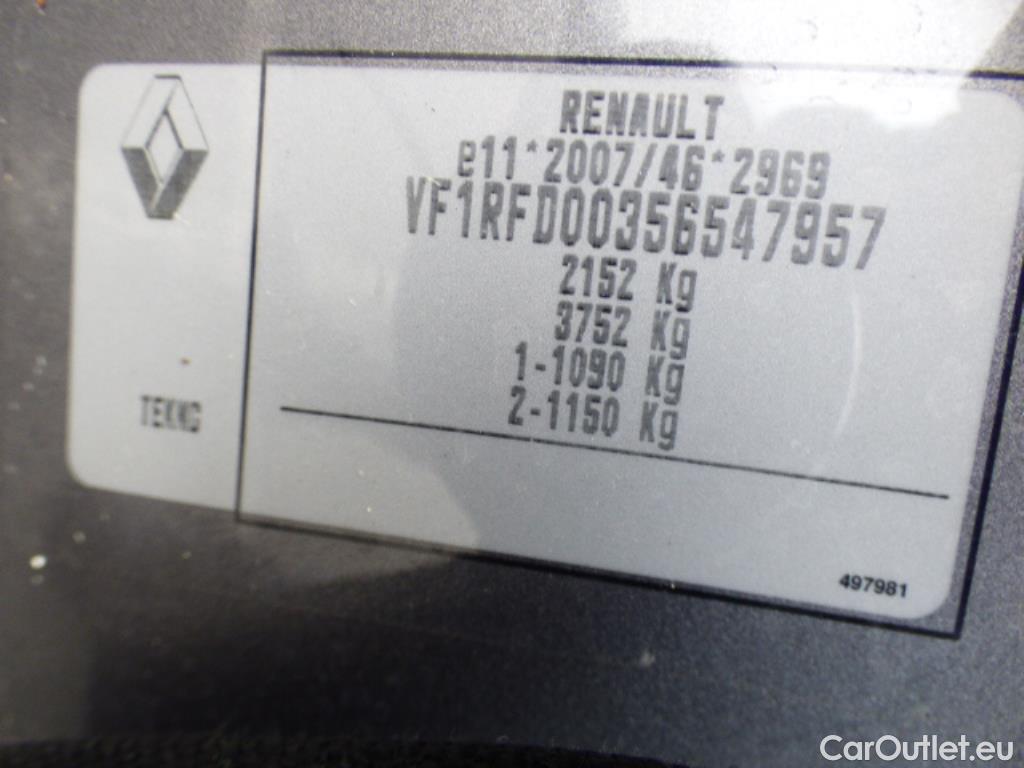 RENAULT
e11*2007/46*2969
VF1RFD00356547957
2152 Kg
3752 Kg
1-1090 Kg
2-1150 Kg
TEKNO
497981
CarOutlet.eu